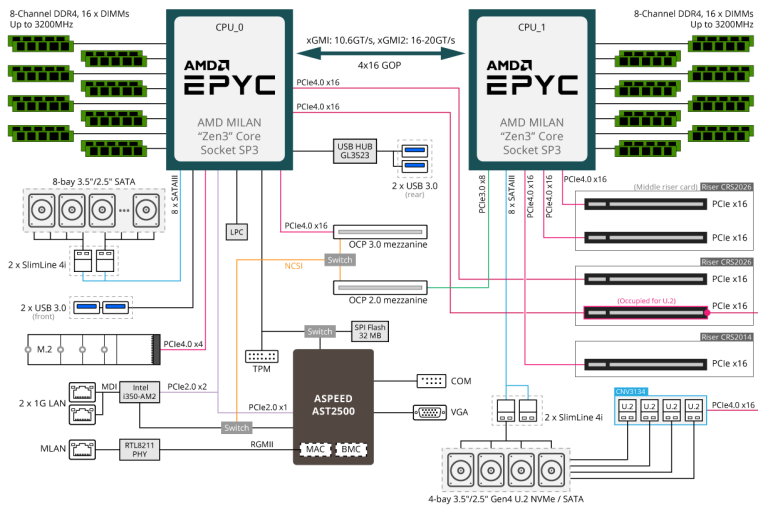 8-Channel DDR4, 16 x DIMMs
Up to 3200MHz
CPU_0
xGMI: 10.6GT/s, xGMI2: 16-20GT/s
4x16 GOP
CPU_1
8-Channel DDR4, 16 x DIMMs
Up to 3200MHz
AMD
EPYC
AMD MILAN
"Zen3" Core
Socket SP3
AMD
EPYC
AMD MILAN
"Zen3" Core
Socket SP3
PCIe4.0 x16
PCIe4.0 x16
USB HUB
GL3523
2 x USB 3.0
(rear)
8-bay 3.5"/2.5" SATA
8 x SATAIII
PCIe4.0 x16
LPC
OCP 3.0 mezzanine
Switch
NCSI
OCP 2.0 mezzanine
PCIe3.0 x8
8 x SATAIII
PCIe4.0 x16
PCIe4.0 x16
PCIe4.0 x16
(Middle riser card)
Riser CRS2026
PCIe x16
PCIe x16
Riser CRS2026
PCIe x16
(Occupied for U.2)
PCIe x16
Riser CRS2014
PCIe x16
2 x SlimLine 4i
2 x USB 3.0
(front)
M.2
PCIe4.0 x4
TPM
Switch
SPI Flash
32 MB
2 x 1G LAN
MDI
Intel
i350-AM2
PCIe2.0 x2
PCIe2.0 x1
Switch
MLAN
RTL8211
PHY
RGMII
ASPEED
AST2500
MAC
BMC
COM
VGA
2 x SlimLine 4i
CNV3134
U.2
U.2
U.2
U.2
PCIe4.0 x16
4-bay 3.5"/2.5" Gen4 U.2 NVMe / SATA